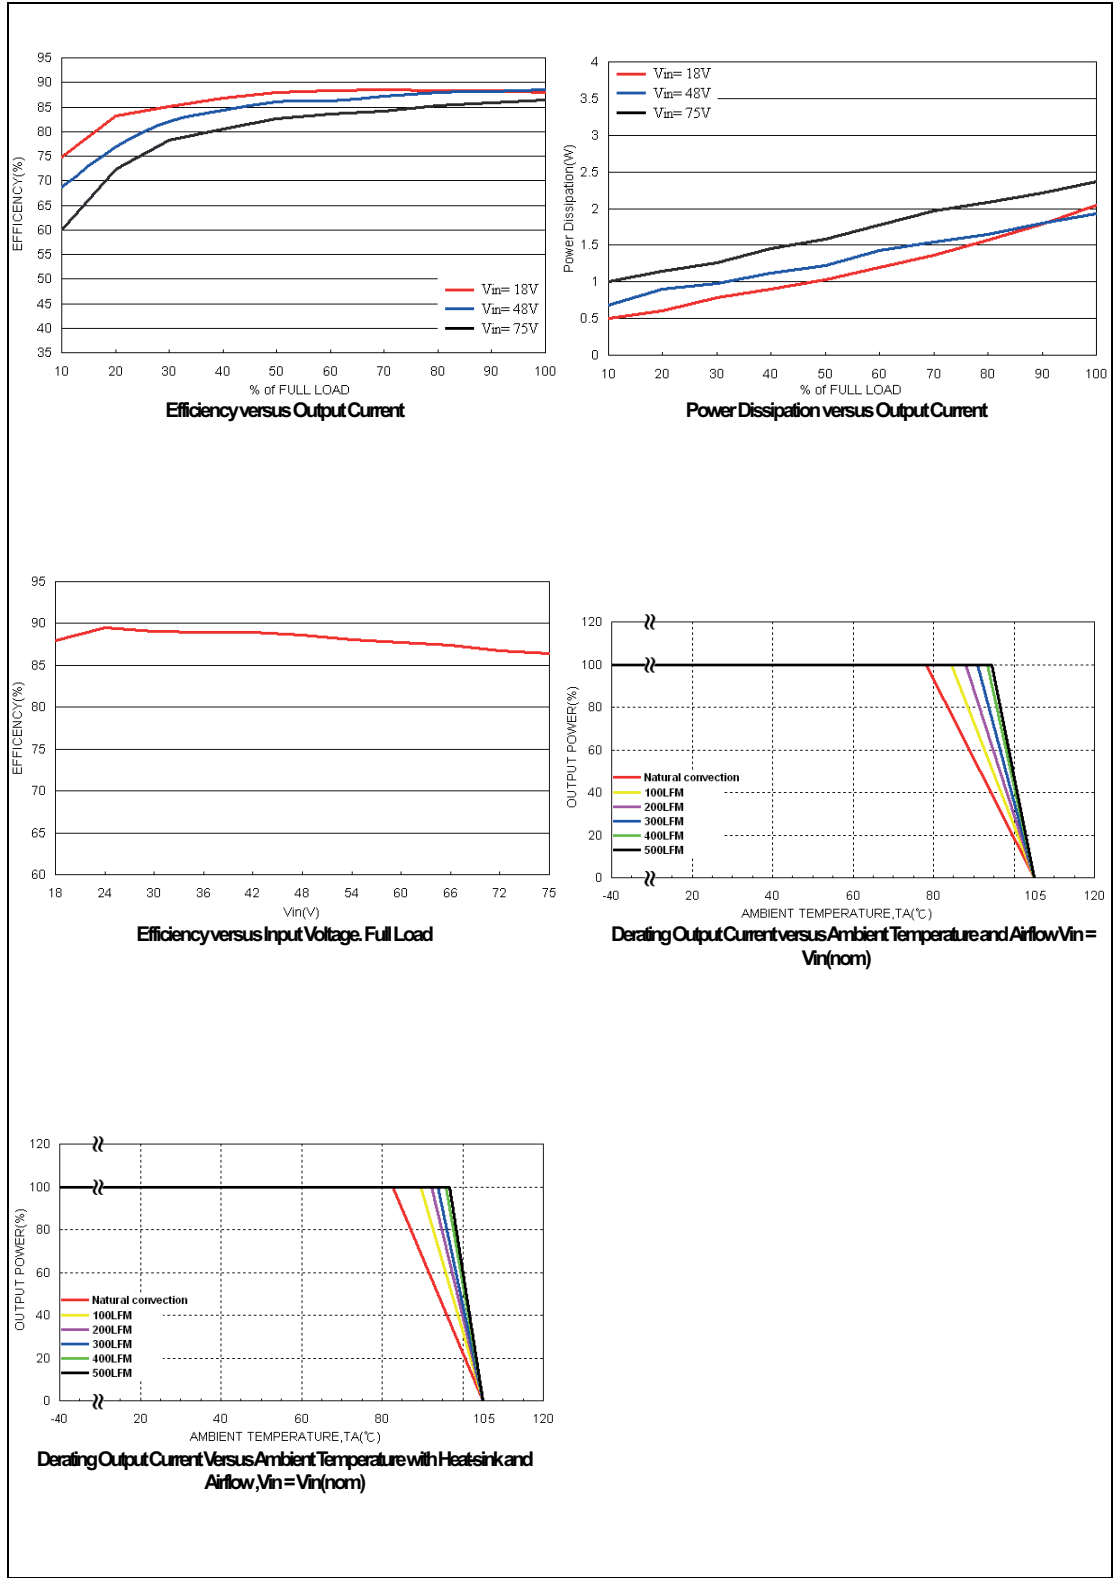 95
90
85
80
75
70
65
60
55
50
45
40
35
EFFICENCY(%)
Vin= 18V
Vin= 48V
Vin= 75V
10 20 30 40 50 60 70 80 90 100
% of FULL LOAD
Efficiency versus Output Current
4
3.5
3
2.5
2
1.5
1
0.5
0
Power Dissipation(W)
Vin= 18V
Vin= 48V
Vin= 75V
10 20 30 40 50 60 70 80 90 100
% of FULL LOAD
Power Dissipation versus Output Current
95
90
85
80
75
70
65
60
EFFICENCY(%)
18 24 30 36 42 48 54 60 66 72 75
Vin(V)
Efficiency versus Input Voltage. Full Load
120
100
80
60
40
20
0
OUTPUT POWER(%)
Natural convection
100LFM
200LFM
300LFM
400LFM
500LFM
-40 20 40 60 80 105 120
AMBIENT TEMPERATURE,TA(℃)
Derating Output Current versus Ambient Temperature and Airflow Vin =
Vin(nom)
120
100
80
60
40
20
0
OUTPUT POWER(%)
Natural convection
100LFM
200LFM
300LFM
400LFM
500LFM
-40 20 40 60 80 105 120
AMBIENT TEMPERATURE,TA(℃)
Derating Output Current Versus Ambient Temperature with Heat-sink and
Airflow ,Vin = Vin(nom)